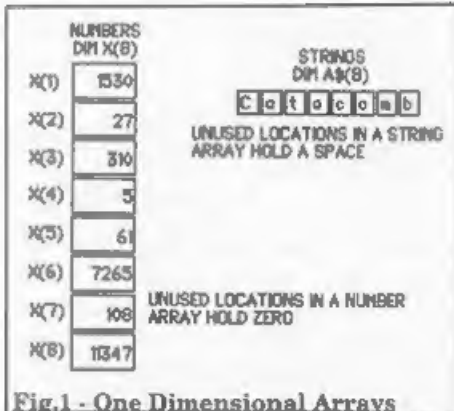 NUMBERS
DIM X(8)
X(1) 1530
X(2) 27
X(3) 310
X(4) 5
X(5) 61
X(6) 7265
X(7) 108
X(8) 11347
UNUSED LOCATIONS IN A NUMBER
ARRAY HOLD ZERO
STRINGS
DIM A$(8)
C a t a c o m b
UNUSED LOCATIONS IN A STRING
ARRAY HOLD A SPACE
Fig.1 - One Dimensional Arrays